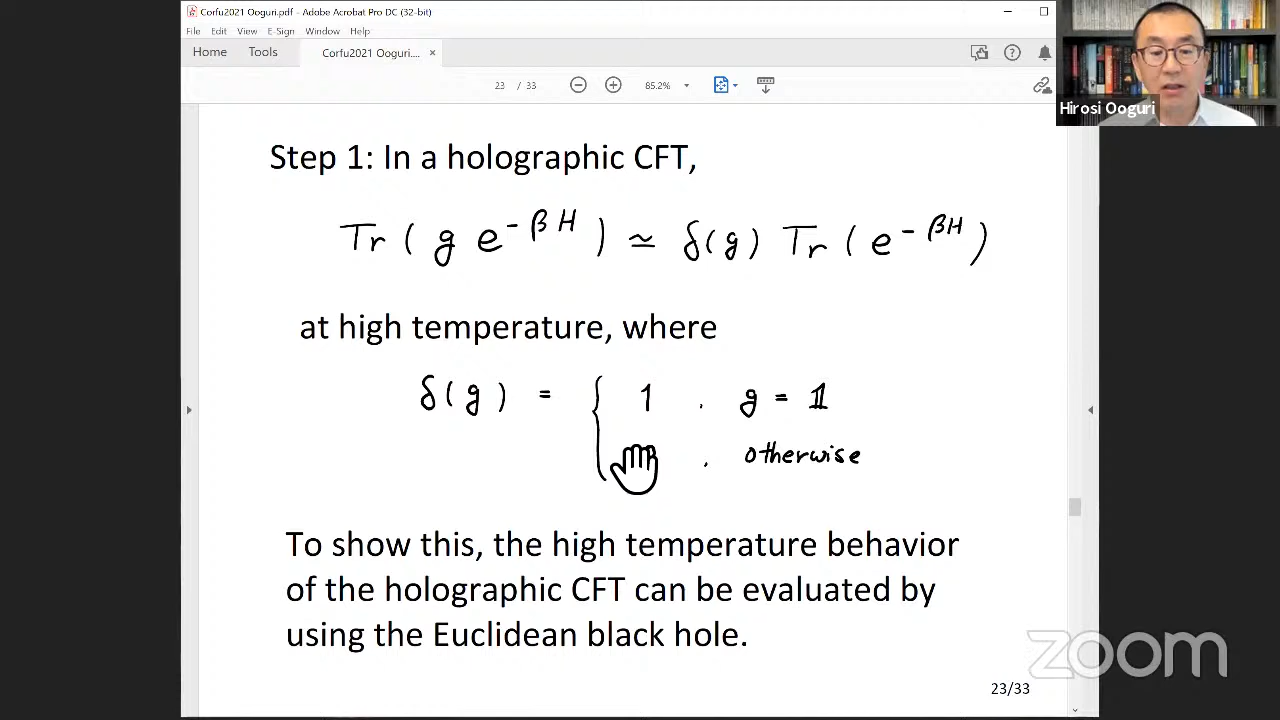 Corfu2021 Ooguri.pdf - Adobe Acrobat Pro DC (32-bit)
File Edit View E-Sign Window Help
Home Tools Corfu2021 Ooguri.... ×
23 / 33 85.2%
Hirosi Ooguri
Step 1: In a holographic CFT,
Tr ( g e^{-βH} ) ≃ δ(g) Tr ( e^{-βH} )
at high temperature, where
δ(g) = { 1 , g = 𝟙
, otherwise
To show this, the high temperature behavior
of the holographic CFT can be evaluated by
using the Euclidean black hole.
zoom
23/33